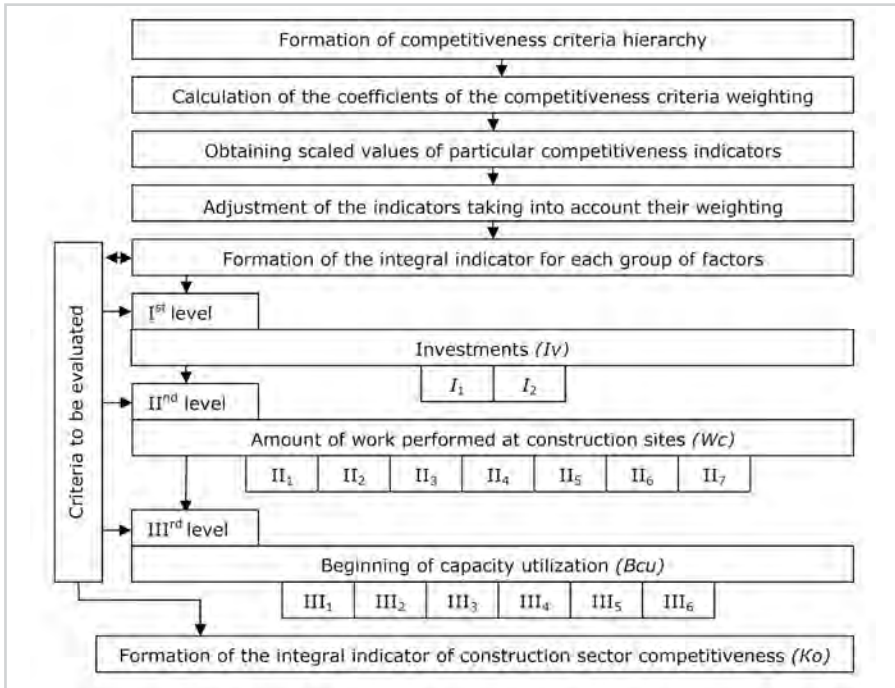 Formation of competitiveness criteria hierarchy
Calculation of the coefficients of the competitiveness criteria weighting
Obtaining scaled values of particular competitiveness indicators
Adjustment of the indicators taking into account their weighting
Formation of the integral indicator for each group of factors
Criteria to be evaluated
Iˢᵗ level
Investments (Iv)
I₁ I₂
IIⁿᵈ level
Amount of work performed at construction sites (Wc)
II₁ II₂ II₃ II₄ II₅ II₆ II₇
IIIʳᵈ level
Beginning of capacity utilization (Bcu)
III₁ III₂ III₃ III₄ III₅ III₆
Formation of the integral indicator of construction sector competitiveness (Ko)